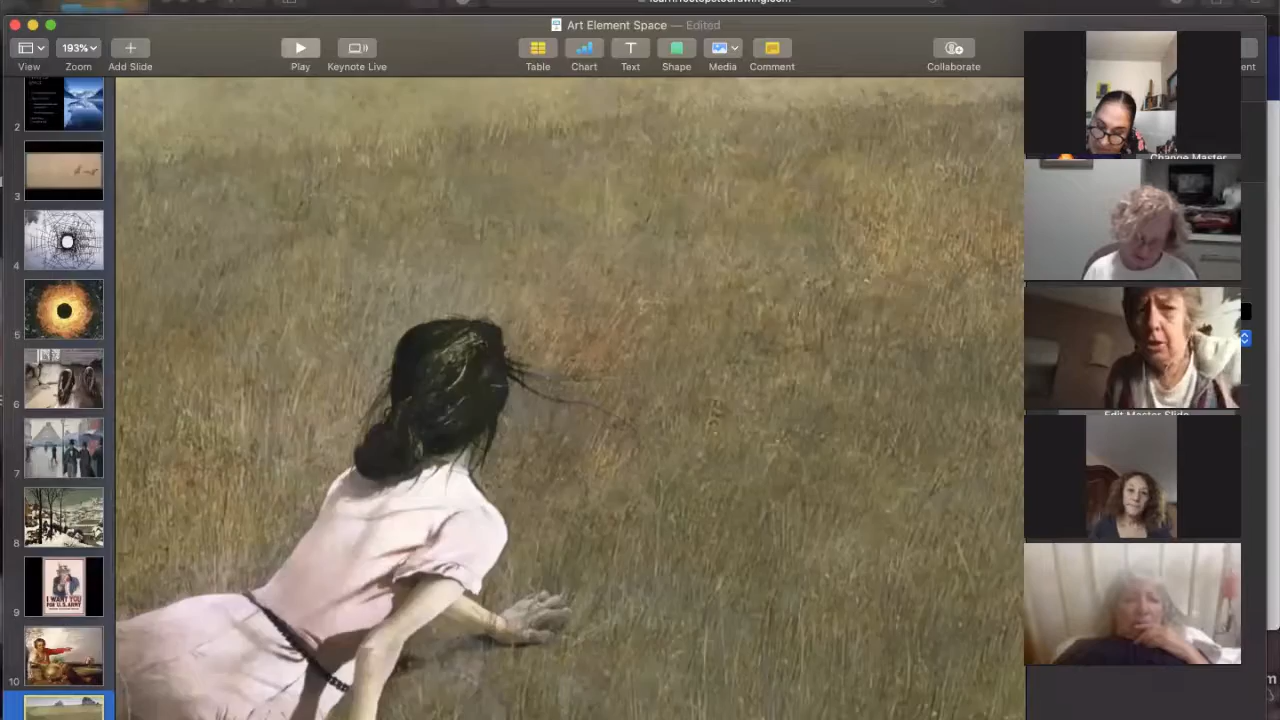 Art Element Space — Edited
193%
View
Zoom
Add Slide
Play
Keynote Live
Table
Chart
Text
Shape
Media
Comment
Collaborate
Change Master
Edit Master Slide
2
3
4
5
6
7
8
9
10
I WANT YOU
FOR U.S. ARMY